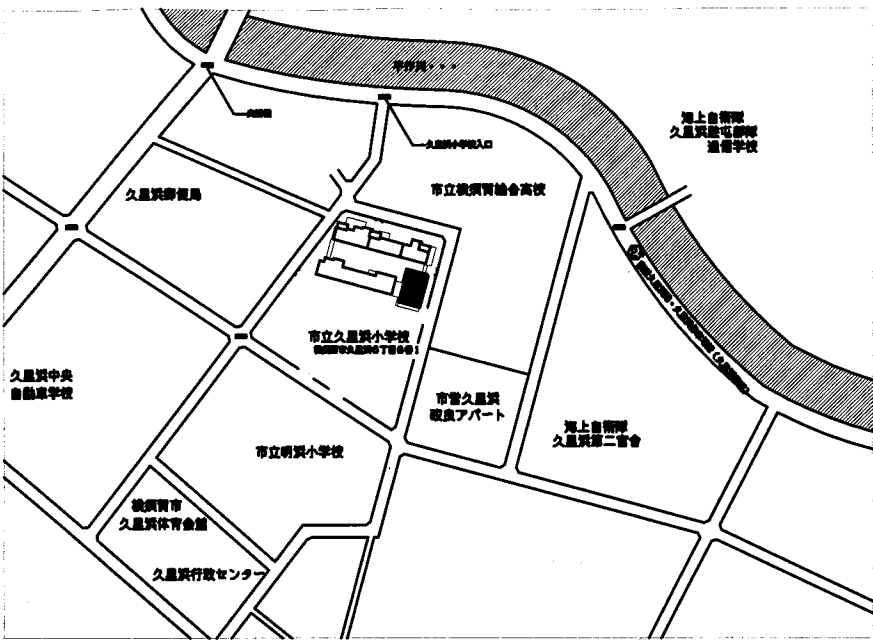 海上自衛隊
久里浜駐屯部隊
通信学校
久里浜小学校入口
市立横須賀総合高校
久里浜郵便局
市立久里浜小学校
久里浜中央
自動車学校
市営久里浜
改良アパート
海上自衛隊
久里浜第二官舎
市立明浜小学校
横須賀市
久里浜体育会館
久里浜行政センター